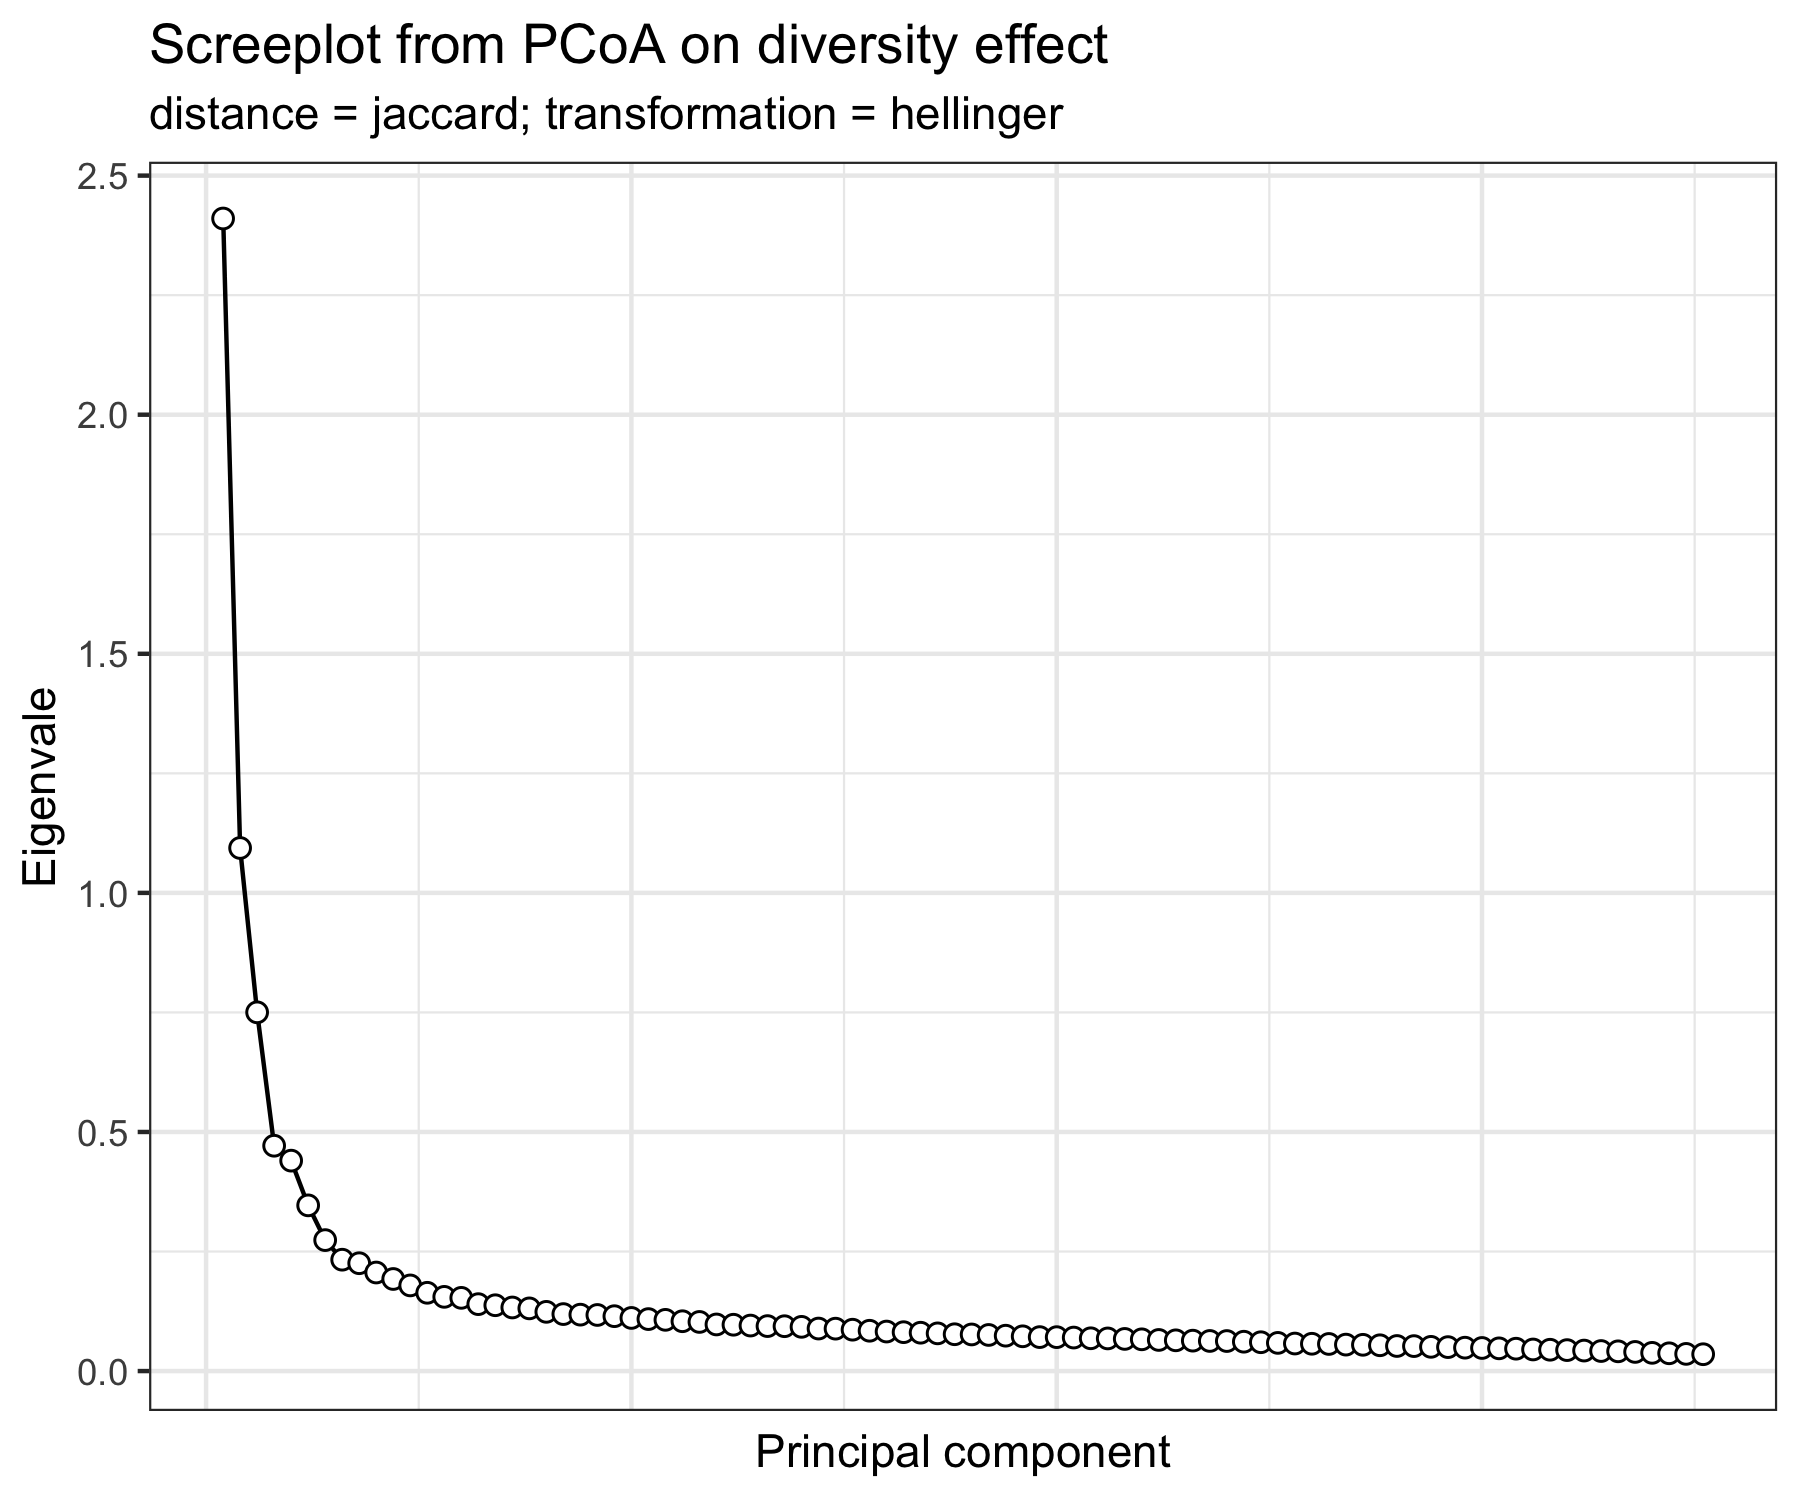 Screeplot from PCoA on diversity effect
distance = jaccard; transformation = hellinger
2.5
2.0
1.5
1.0
0.5
0.0
Eigenvale
Principal component